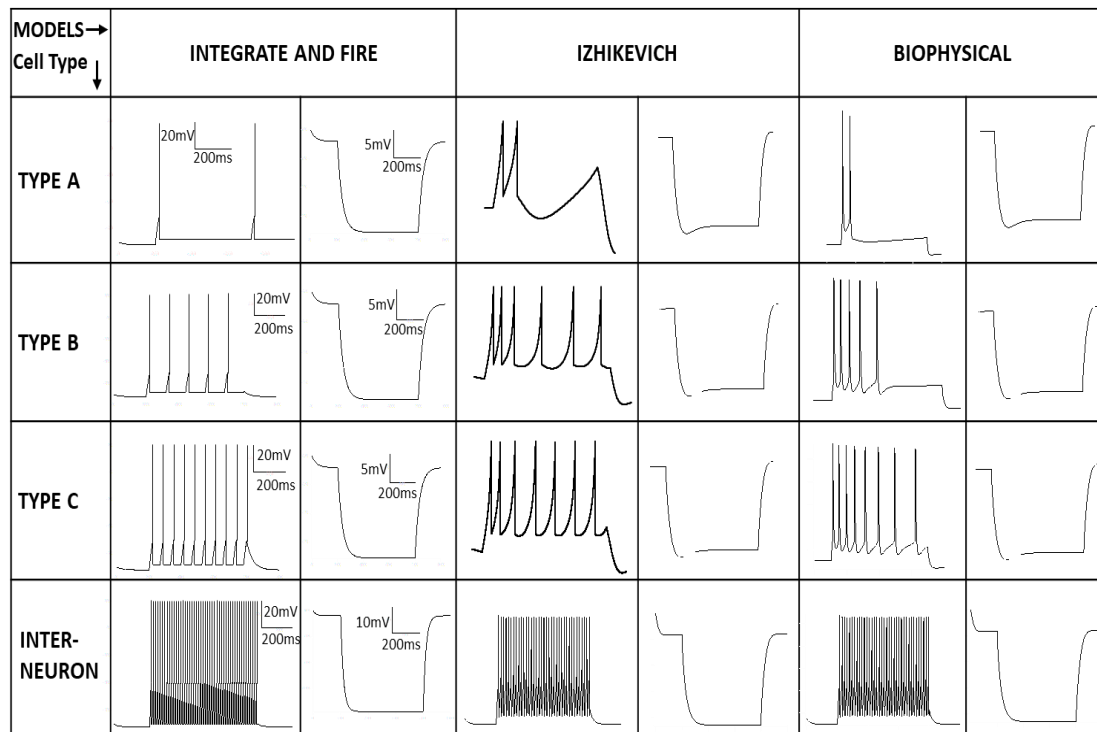 MODELS→
Cell Type ↓
INTEGRATE AND FIRE
IZHIKEVICH
BIOPHYSICAL
TYPE A
20mV
200ms
5mV
200ms
TYPE B
20mV
200ms
5mV
200ms
TYPE C
20mV
200ms
5mV
200ms
INTER-
NEURON
20mV
200ms
10mV
200ms